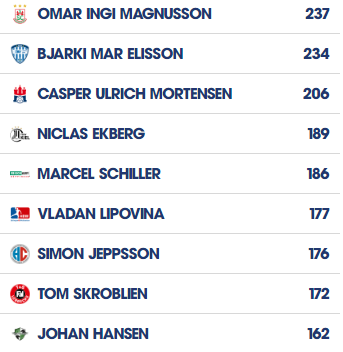 OMAR INGI MAGNUSSON 237
BJARKI MAR ELISSON 234
CASPER ULRICH MORTENSEN 206
NICLAS EKBERG 189
MARCEL SCHILLER 186
VLADAN LIPOVINA 177
SIMON JEPPSSON 176
TOM SKROBLIEN 172
JOHAN HANSEN 162